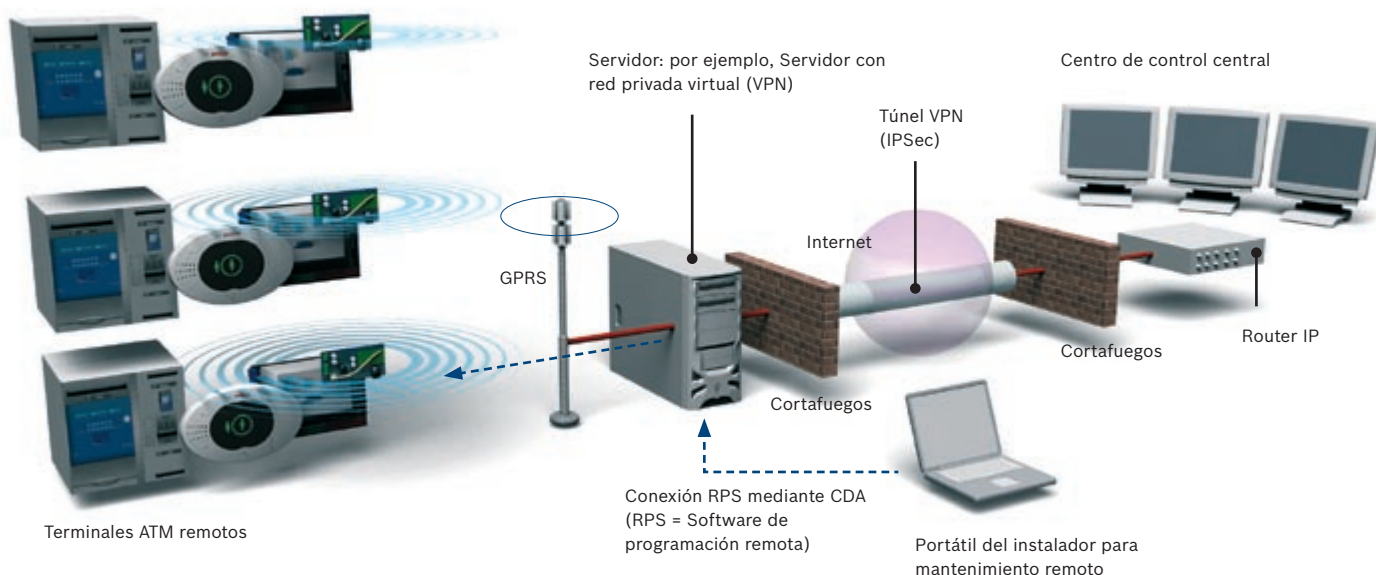 Servidor: por ejemplo, Servidor con
red privada virtual (VPN)
Centro de control central
Túnel VPN
(IPSec)
Internet
GPRS
Router IP
Cortafuegos
Cortafuegos
Conexión RPS mediante CDA
(RPS = Software de
programación remota)
Terminales ATM remotos
Portátil del instalador para
mantenimiento remoto